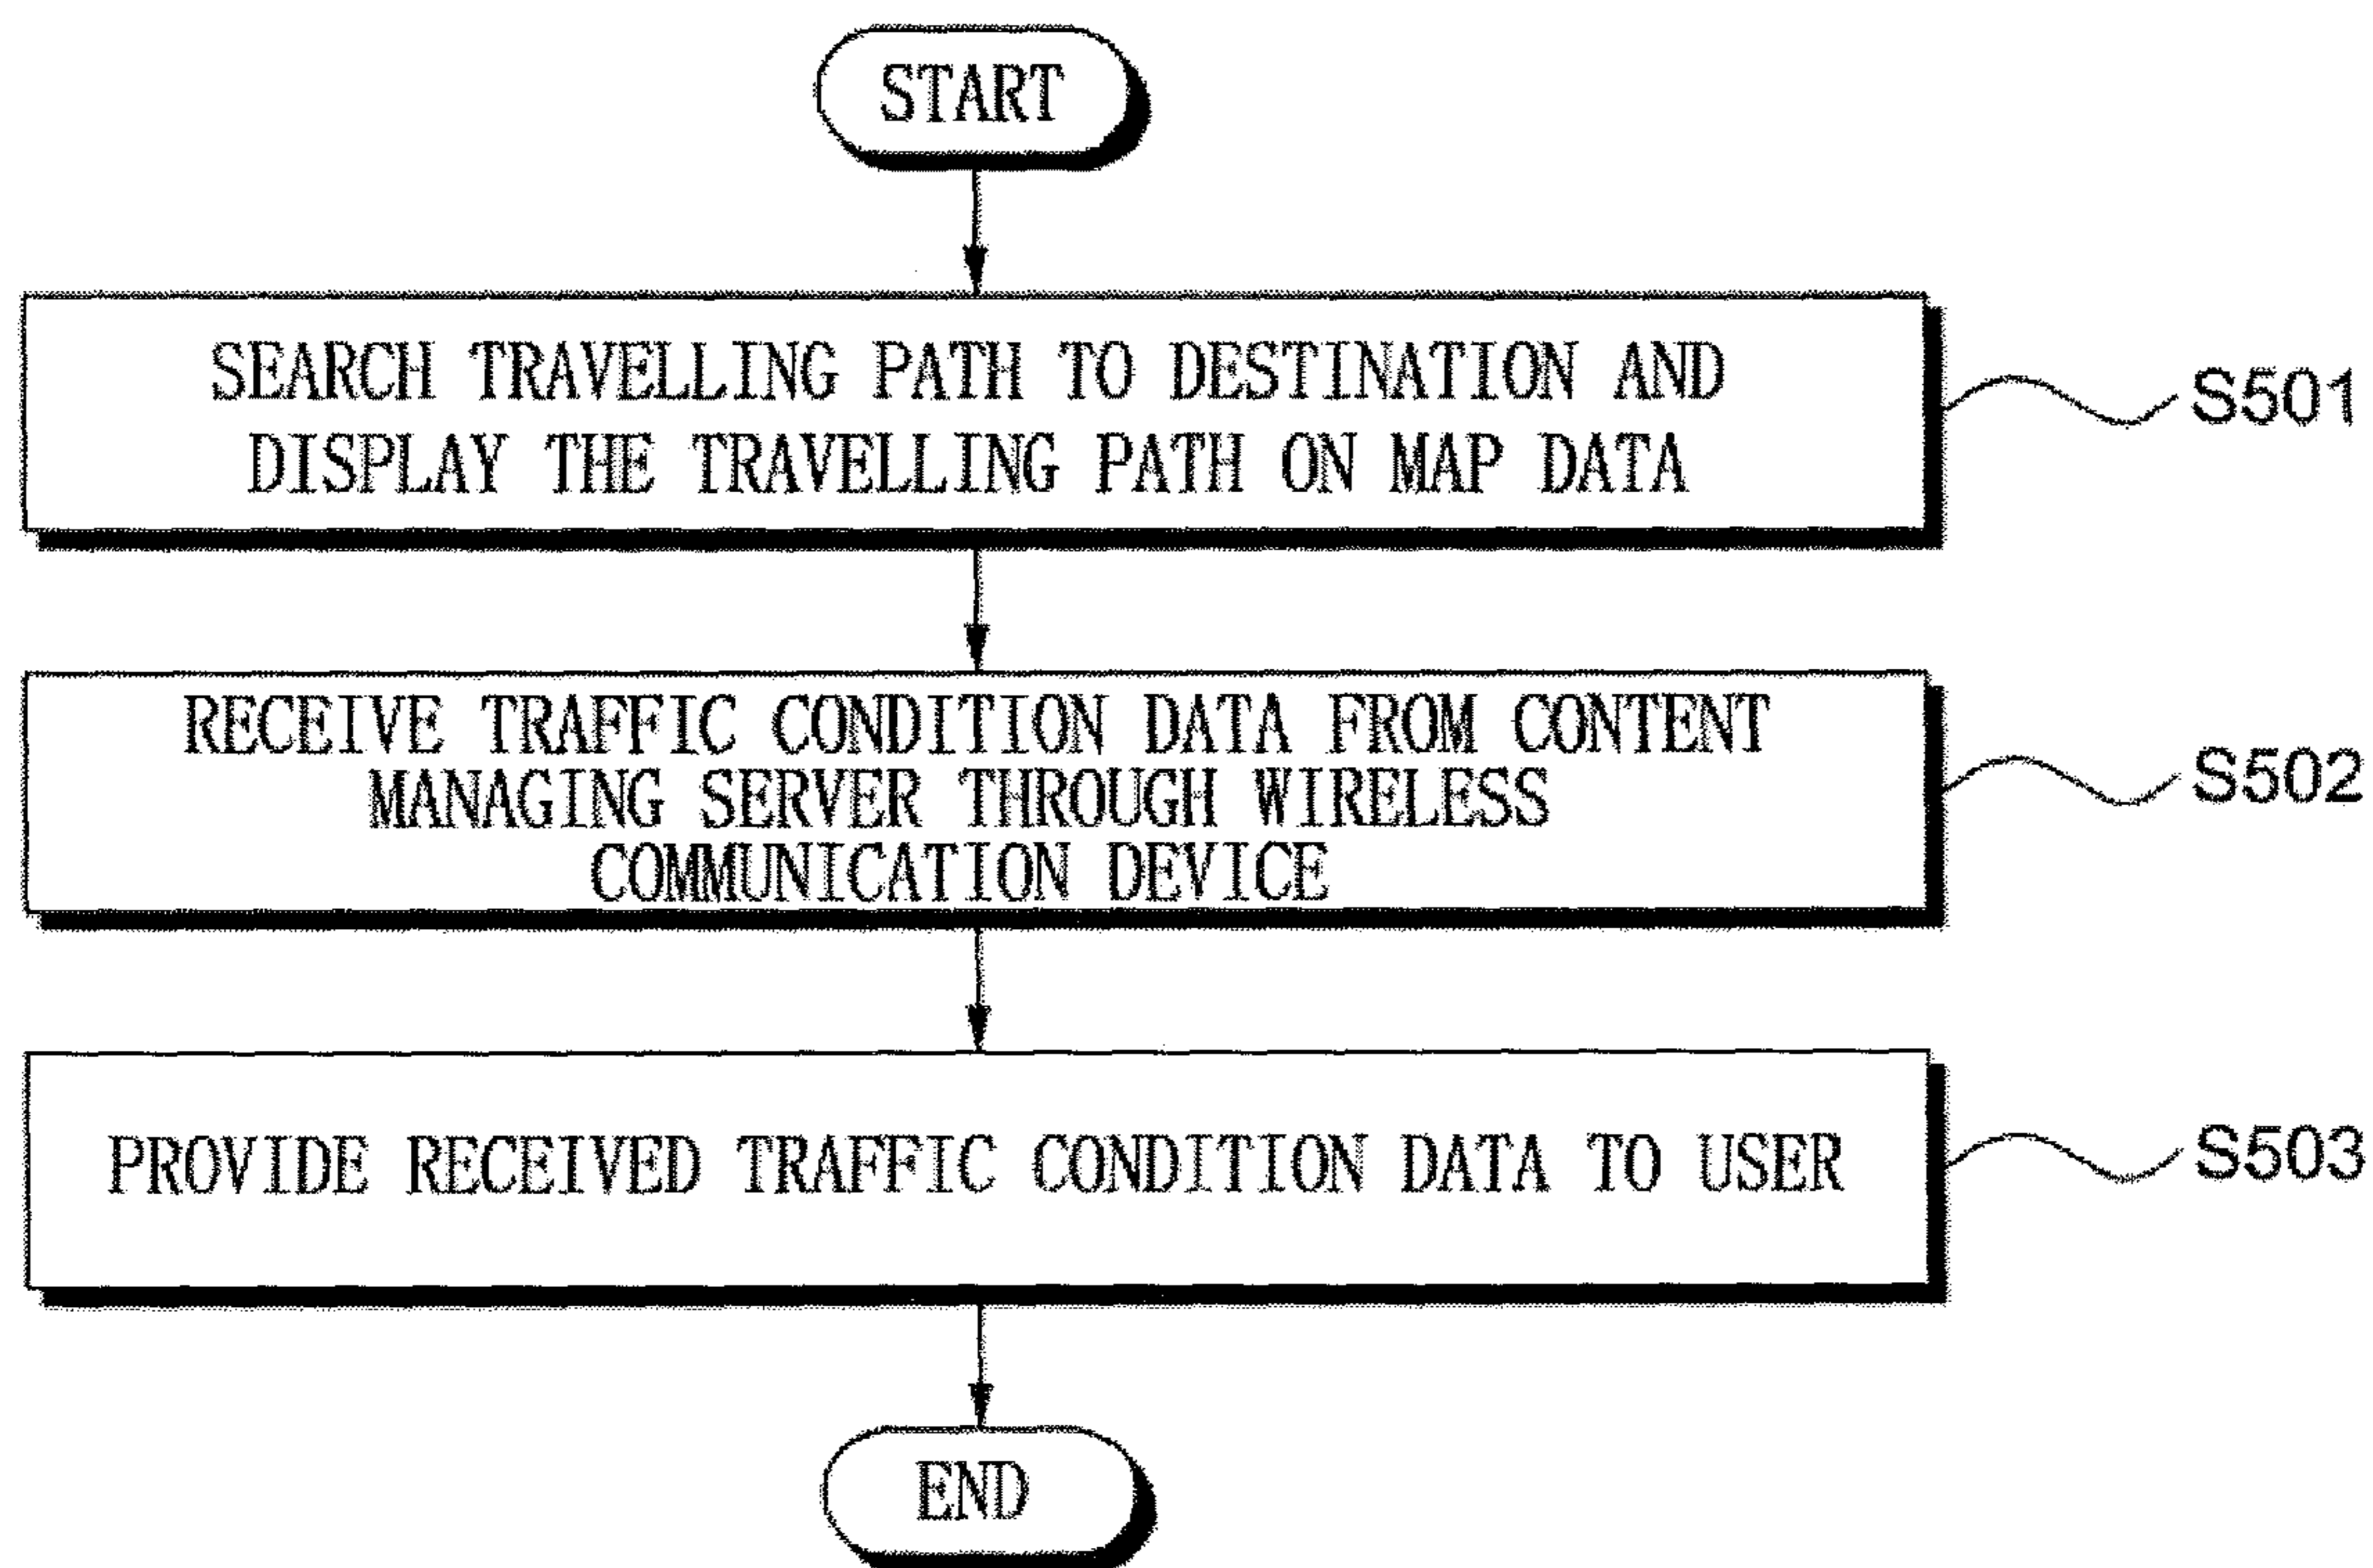 START
SEARCH TRAVELLING PATH TO DESTINATION AND
DISPLAY THE TRAVELLING PATH ON MAP DATA
S501
RECEIVE TRAFFIC CONDITION DATA FROM CONTENT
MANAGING SERVER THROUGH WIRELESS
COMMUNICATION DEVICE
S502
PROVIDE RECEIVED TRAFFIC CONDITION DATA TO USER
S503
END